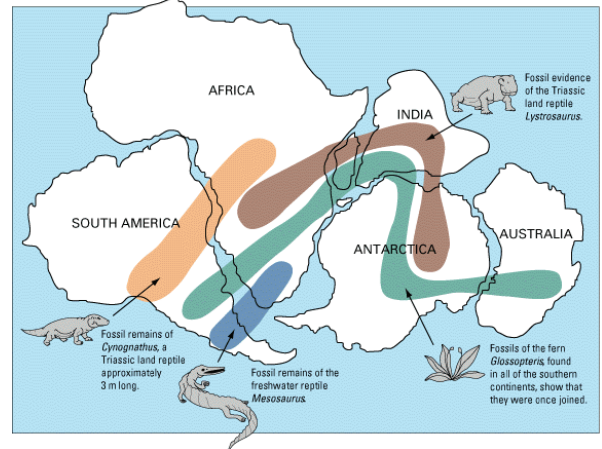 AFRICA
INDIA
SOUTH AMERICA
ANTARCTICA
AUSTRALIA
Fossil evidence
of the Triassic
land reptile
Lystrosaurus.
Fossil remains of
Cynognathus, a
Triassic land reptile
approximately
3 m long.
Fossil remains of the
freshwater reptile
Mesosaurus.
Fossils of the fern
Glossopteris, found
in all of the southern
continents, show that
they were once joined.